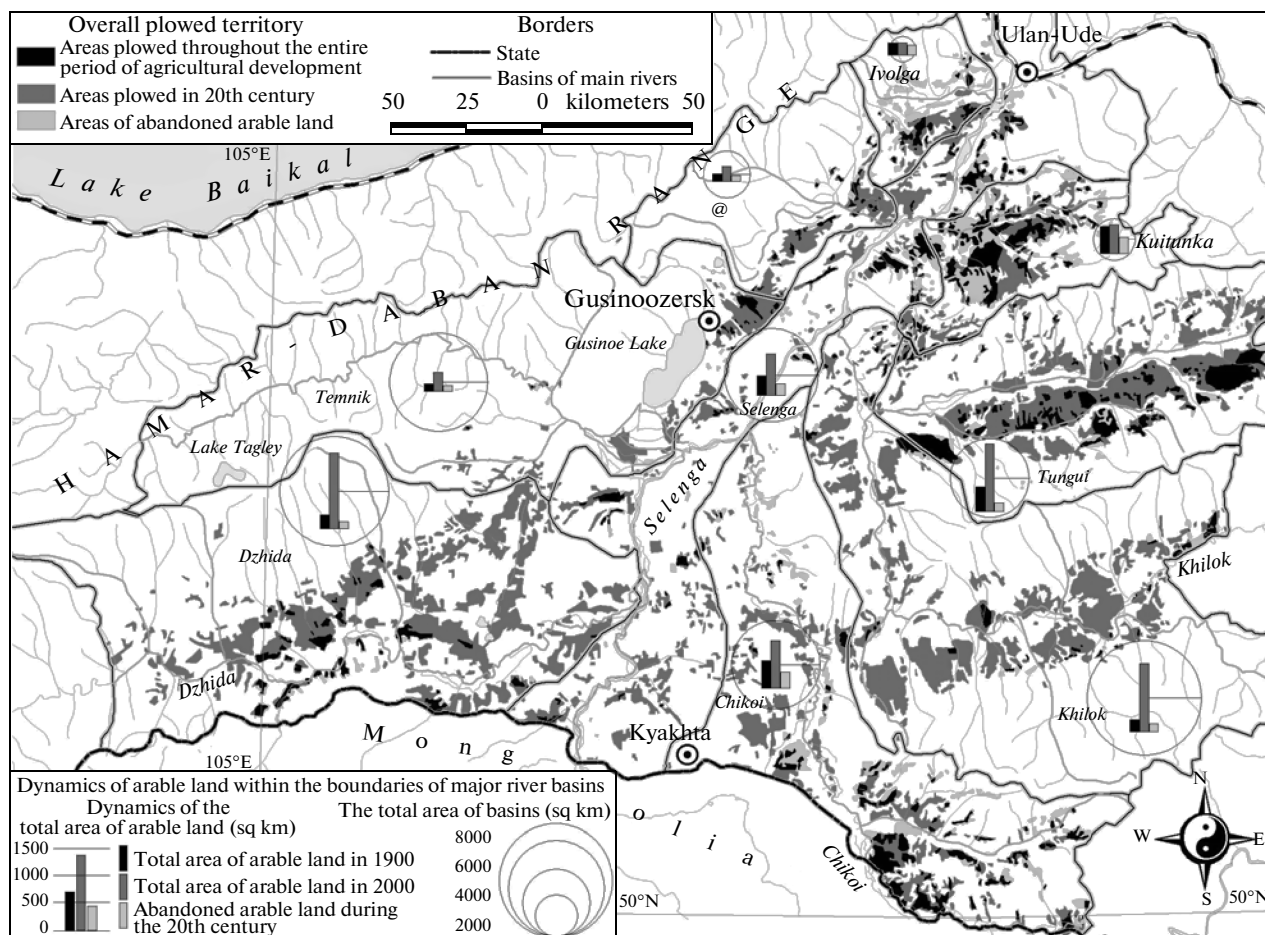 Overall plowed territory
Areas plowed throughout the entire
period of agricultural development
Areas plowed in 20th century
Areas of abandoned arable land
Borders
State
Basins of main rivers
50 25 0 kilometers 50
Ulan-Ude
Ivolga
105°E
Lake Baikal
@
Kuitunka
HAMAR-DABAN RANGE
Gusinoozersk
Gusinoe Lake
Temnik
Selenga
Lake Tagley
Selenga
Tungui
Dzhida
Khilok
Dzhida
Chikoi
Khilok
Kyakhta
Mongolia
105°E
Chikoi
50°N
50°N
N
W
E
S
Dynamics of arable land within the boundaries of major river basins
Dynamics of the
total area of arable land (sq km)
1500
1000
500
0
Total area of arable land in 1900
Total area of arable land in 2000
Abandoned arable land during
the 20th century
The total area of basins (sq km)
8000
6000
4000
2000